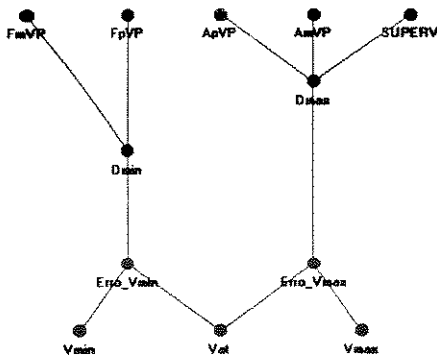 FmVP FpVP ApVP AmVP SUPERV
Dmax
Dmin
Erro_Vmin Erro_Vmax
Vmin Vat Vmax